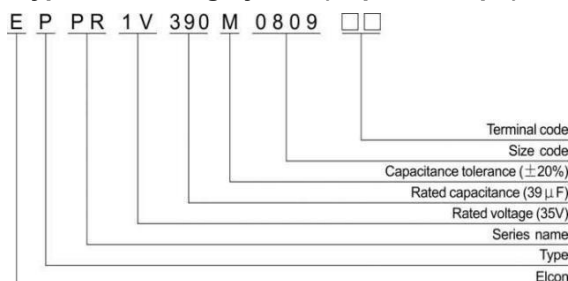 E P PR 1V 390 M 0809 □□
Terminal code
Size code
Capacitance tolerance (±20%)
Rated capacitance (39μF)
Rated voltage (35V)
Series name
Type
Elcon